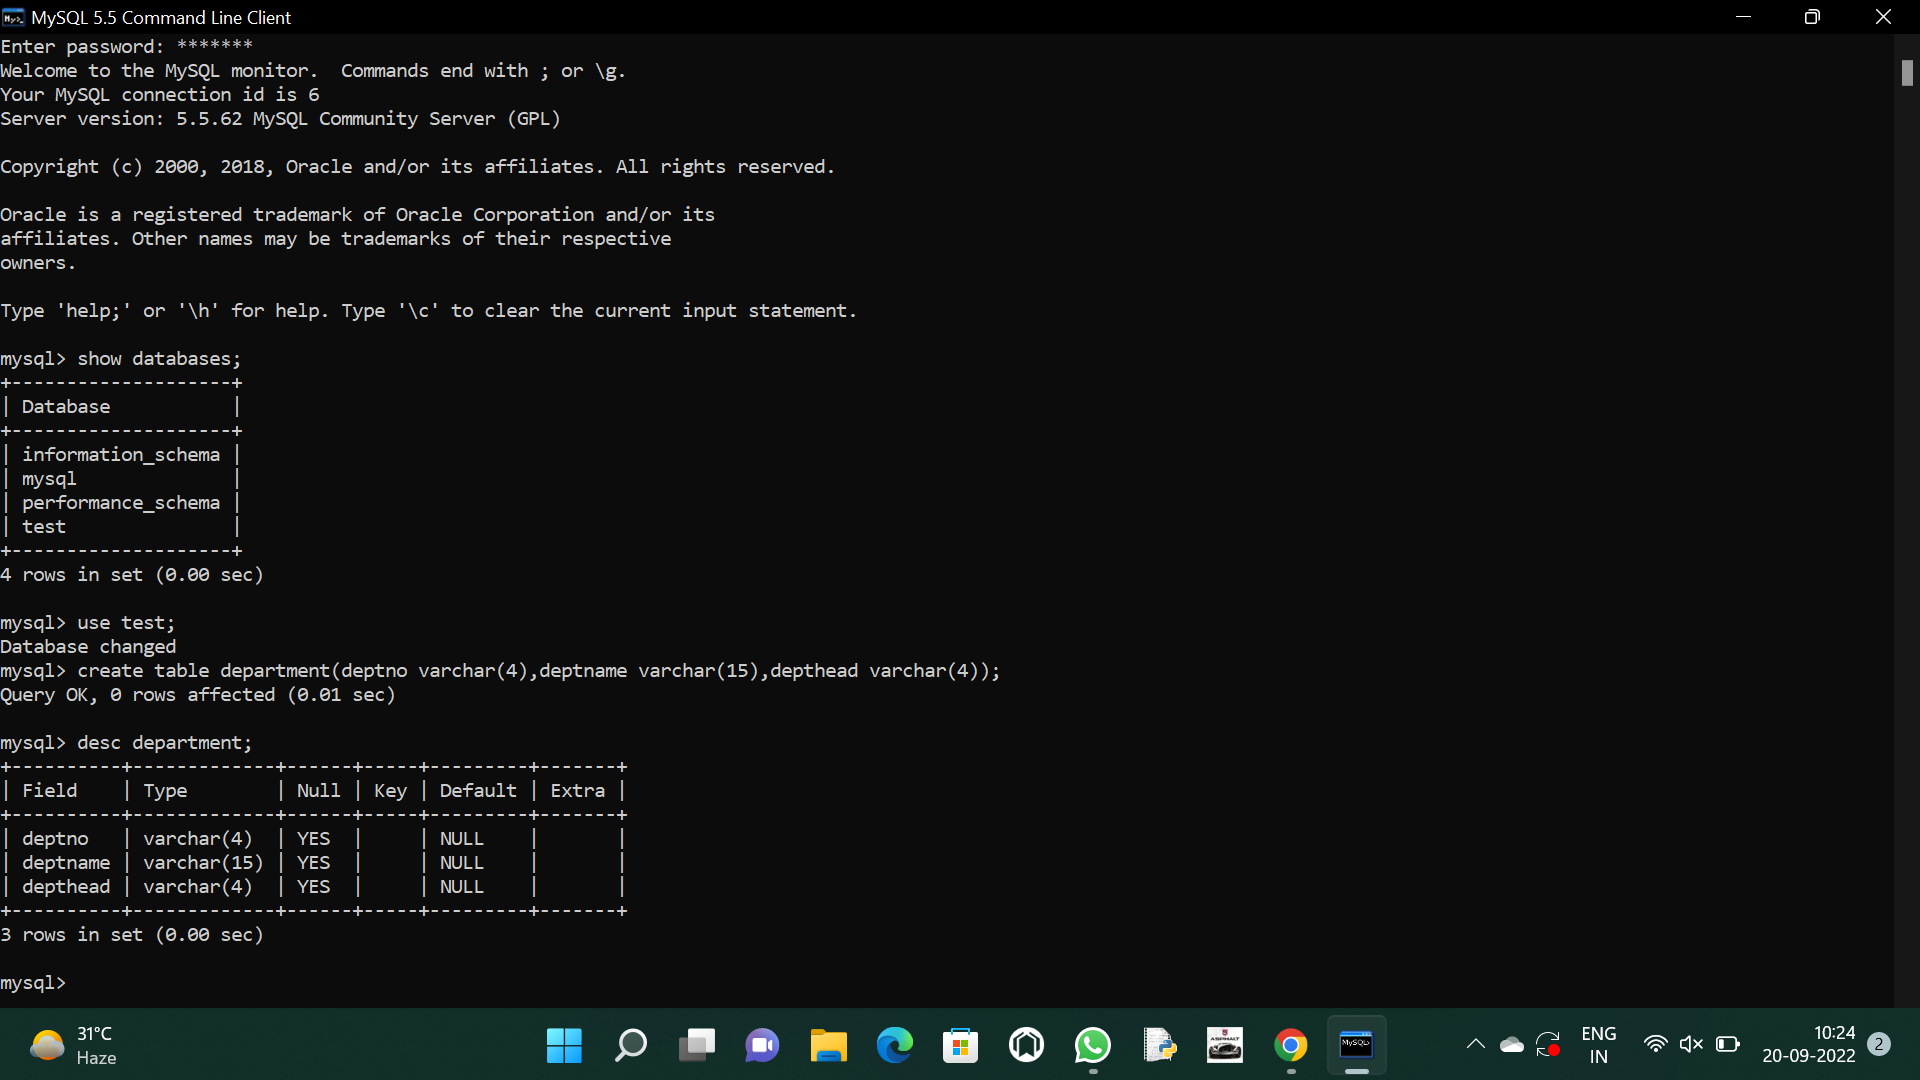 MySQL 5.5 Command Line Client
Enter password: *******
Welcome to the MySQL monitor.  Commands end with ; or \g.
Your MySQL connection id is 6
Server version: 5.5.62 MySQL Community Server (GPL)

Copyright (c) 2000, 2018, Oracle and/or its affiliates. All rights reserved.

Oracle is a registered trademark of Oracle Corporation and/or its
affiliates. Other names may be trademarks of their respective
owners.

Type 'help;' or '\h' for help. Type '\c' to clear the current input statement.

mysql> show databases;
+--------------------+
| Database           |
+--------------------+
| information_schema |
| mysql              |
| performance_schema |
| test               |
+--------------------+
4 rows in set (0.00 sec)

mysql> use test;
Database changed
mysql> create table department(deptno varchar(4),deptname varchar(15),depthead varchar(4));
Query OK, 0 rows affected (0.01 sec)

mysql> desc department;
+----------+-------------+------+-----+---------+-------+
| Field    | Type        | Null | Key | Default | Extra |
+----------+-------------+------+-----+---------+-------+
| deptno   | varchar(4)  | YES  |     | NULL    |       |
| deptname | varchar(15) | YES  |     | NULL    |       |
| depthead | varchar(4)  | YES  |     | NULL    |       |
+----------+-------------+------+-----+---------+-------+
3 rows in set (0.00 sec)

mysql>
31°C
Haze
ASPHALT
MySQL>
ENG
IN
10:24
20-09-2022
2